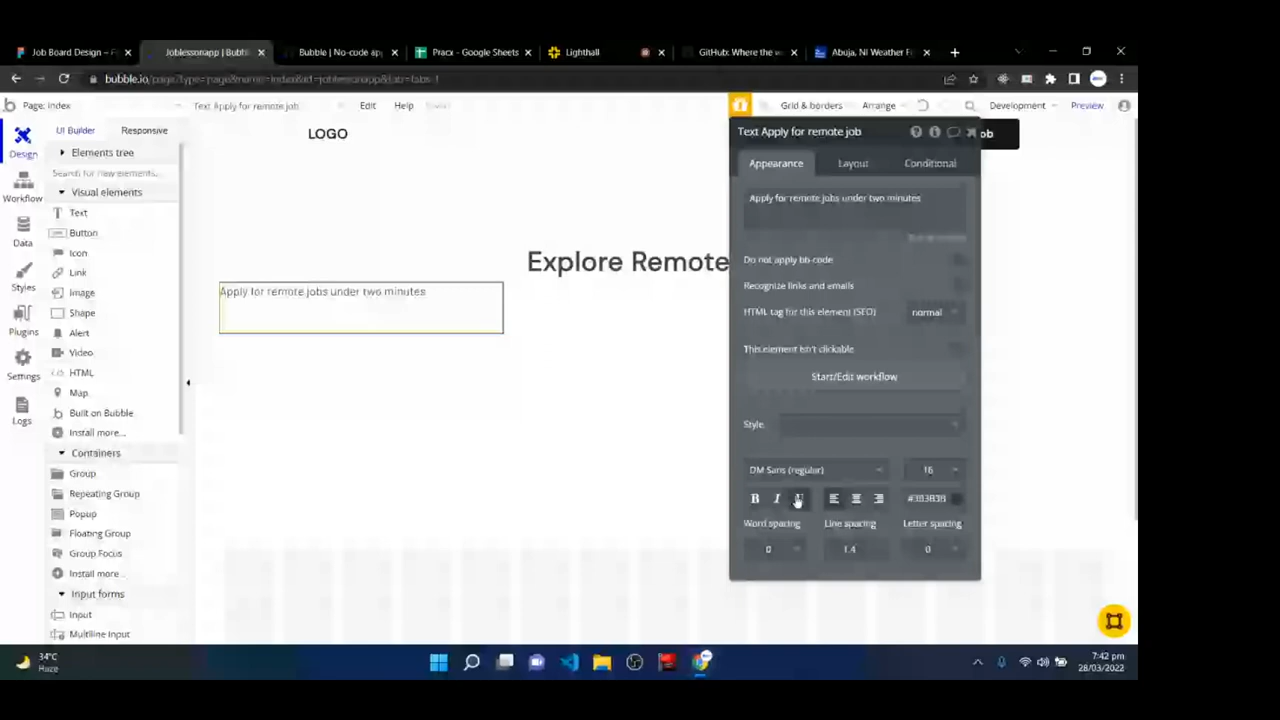 Job Board Design –
Joblessonapp | Bubbl
Bubble | No-code ap
Pracx - Google Sheets
Lighthall
GitHub: Where the w
Abuja, NI Weather F
Page: index
Text Apply for remote job
Edit
Help
Grid & borders
Arrange
Development
Preview
Design
Workflow
Data
Styles
Plugins
Settings
Logs
UI Builder
Responsive
Elements tree
Search for new elements...
Visual elements
Text
Button
Icon
Link
Image
Shape
Alert
Video
HTML
Map
Built on Bubble
Install more...
Containers
Group
Repeating Group
Popup
Floating Group
Group Focus
Install more...
Input forms
Input
Multiline Input
LOGO
ob
Explore Remote
Apply for remote jobs under two minutes
Text Apply for remote job
Appearance
Layout
Conditional
Apply for remote jobs under two minutes
Do not apply bb-code
Recognize links and emails
HTML tag for this element (SEO)
normal
This element isn't clickable
Start/Edit workflow
Style
DM Sans (regular)
16
B
I
#3B3B3B
Word spacing
Line spacing
Letter spacing
0
1.4
0
34°C
Haze
7:42 pm
28/03/2022